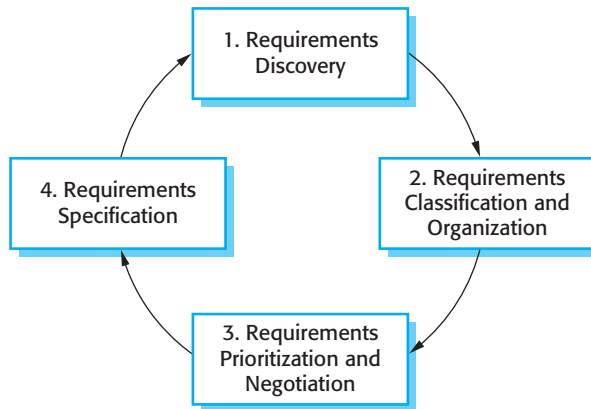 1. Requirements
Discovery
2. Requirements
Classification and
Organization
3. Requirements
Prioritization and
Negotiation
4. Requirements
Specification